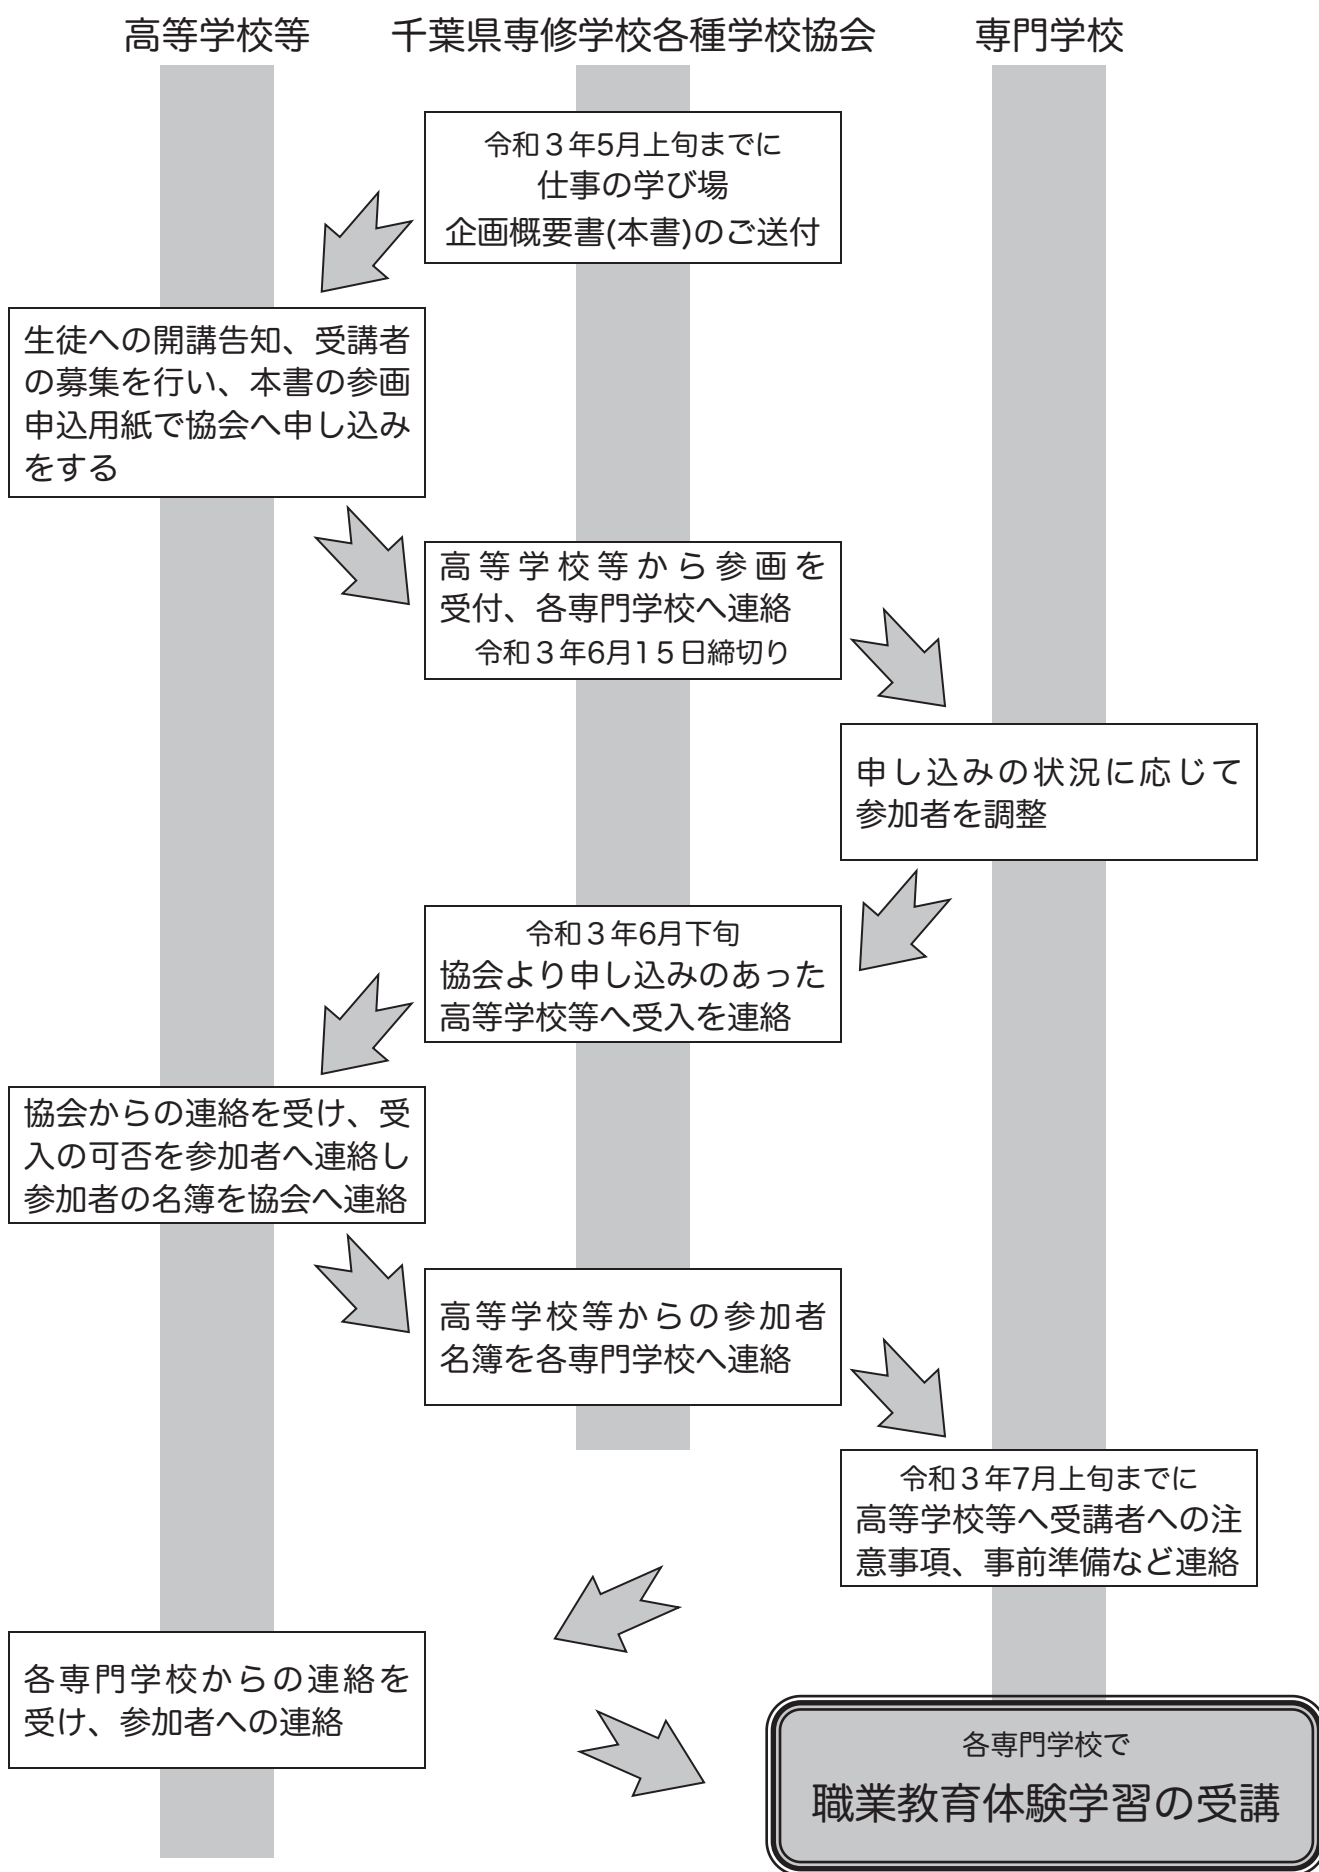 高等学校等
千葉県専修学校各種学校協会
専門学校
令和３年5月上旬までに
仕事の学び場
企画概要書(本書)のご送付
生徒への開講告知、受講者
の募集を行い、本書の参画
申込用紙で協会へ申し込み
をする
高等学校等から参画を
受付、各専門学校へ連絡
令和３年6月1５日締切り
申し込みの状況に応じて
参加者を調整
令和３年6月下旬
協会より申し込みのあった
高等学校等へ受入を連絡
協会からの連絡を受け、受
入の可否を参加者へ連絡し
参加者の名簿を協会へ連絡
高等学校等からの参加者
名簿を各専門学校へ連絡
令和３年7月上旬までに
高等学校等へ受講者への注
意事項、事前準備など連絡
各専門学校からの連絡を
受け、参加者への連絡
各専門学校で
職業教育体験学習の受講